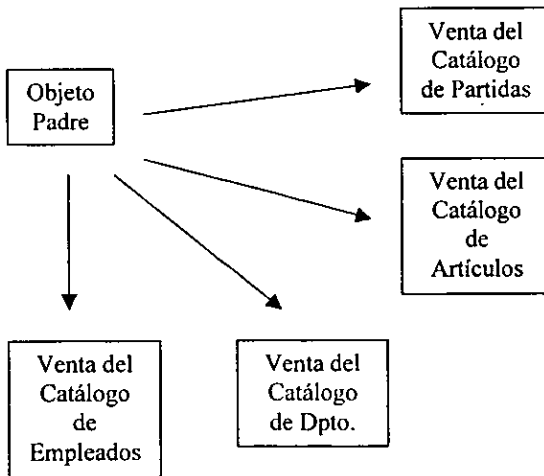 Objeto
Padre
Venta del
Catálogo
de Partidas
Venta del
Catálogo
de
Artículos
Venta del
Catálogo
de
Empleados
Venta del
Catálogo
de Dpto.